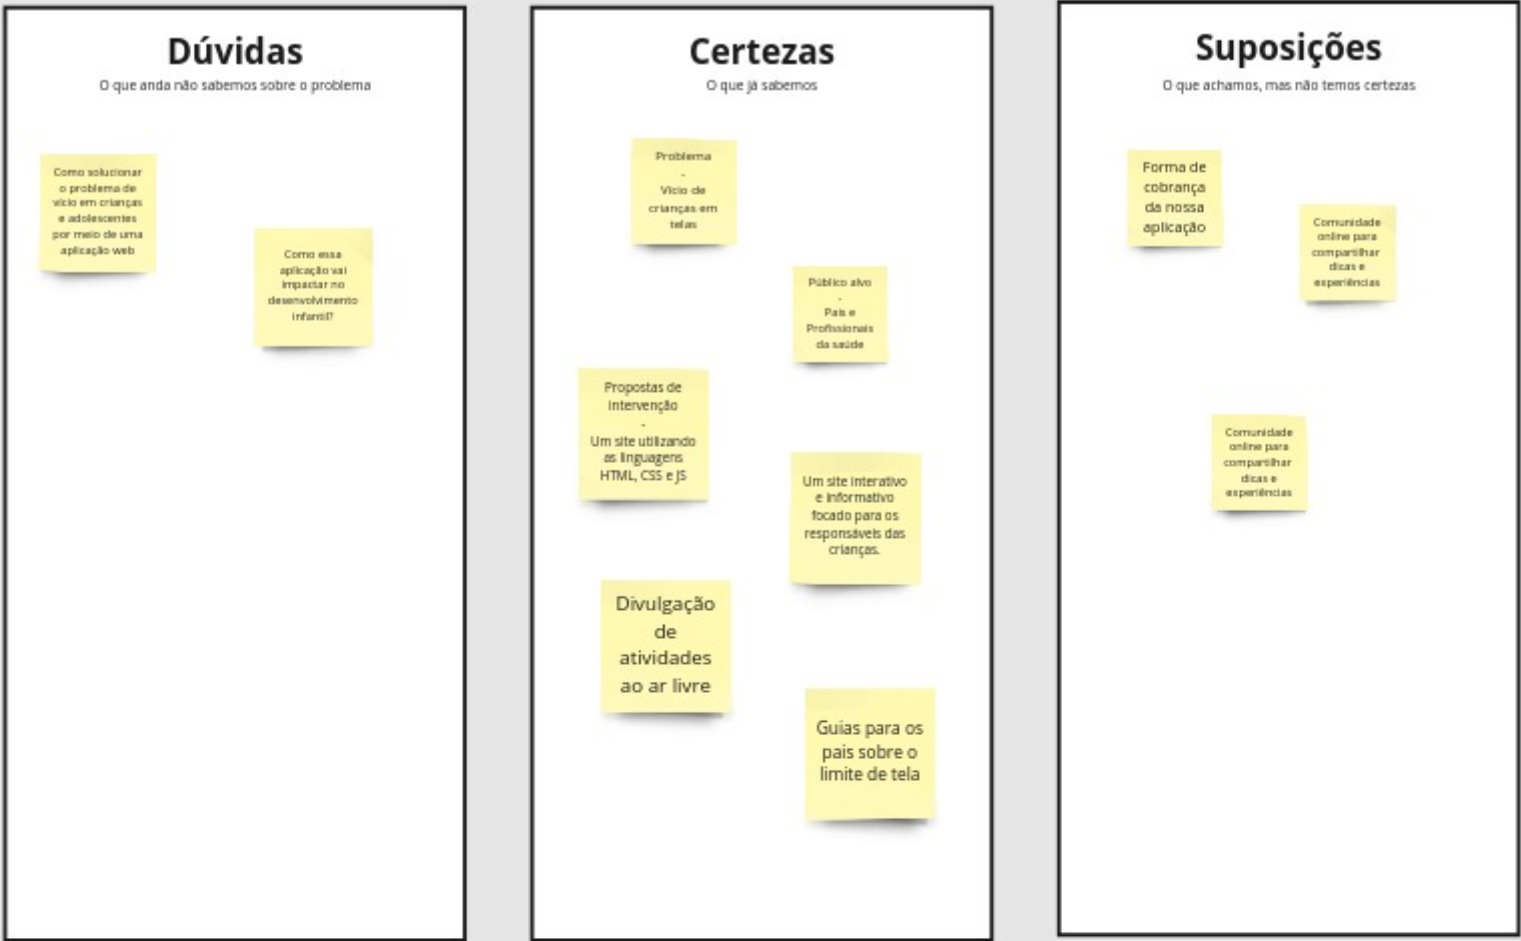 Dúvidas
O que anda não sabemos sobre o problema
Como solucionar
o problema de
vício em crianças
e adolescentes
por meio de uma
aplicação web
Como essa
aplicação vai
impactar no
desenvolvimento
infantil?
Certezas
O que já sabemos
Problema
-
Vício de
crianças em
telas
Público alvo
-
Pais e
Profissionais
da saúde
Propostas de
intervenção
-
Um site utilizando
as linguagens
HTML, CSS e JS
Um site interativo
e informativo
focado para os
responsáveis das
crianças.
Divulgação
de
atividades
ao ar livre
Guias para os
pais sobre o
limite de tela
Suposições
O que achamos, mas não temos certezas
Forma de
cobrança
da nossa
aplicação
Comunidade
online para
compartilhar
dicas e
experiências
Comunidade
online para
compartilhar
dicas e
experiências